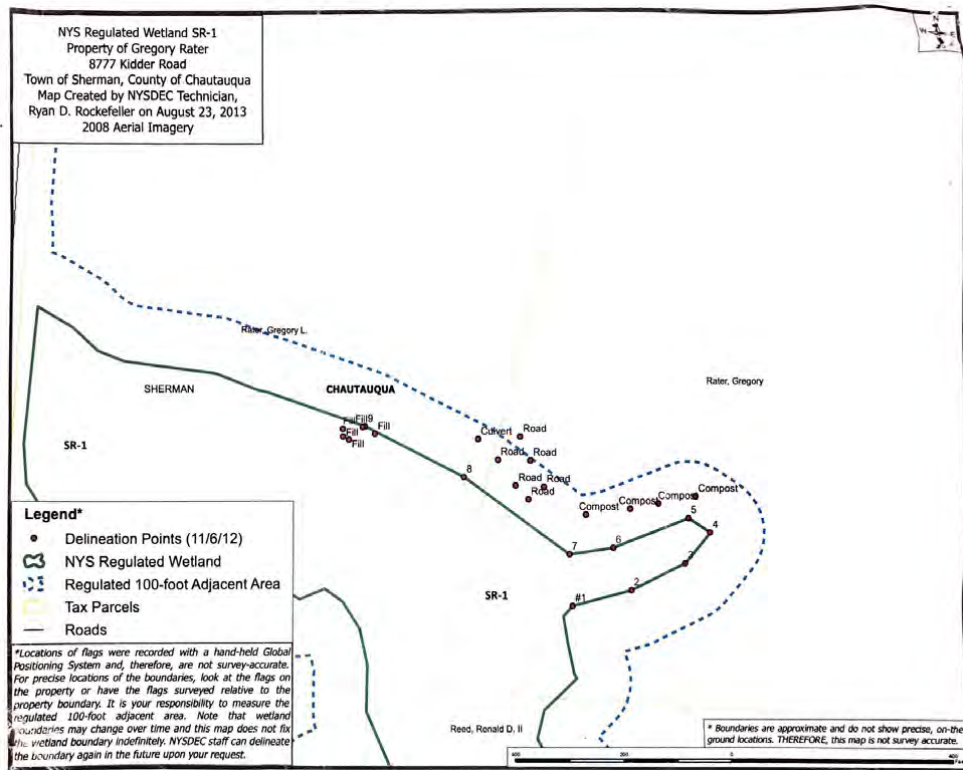 NYS Regulated Wetland SR-1
Property of Gregory Rater
8777 Kidder Road
Town of Sherman, County of Chautauqua
Map Created by NYSDEC Technician,
Ryan D. Rockefeller on August 23, 2013
2008 Aerial Imagery
N
Rater, Gregory L.
SHERMAN
CHAUTAUQUA
Rater, Gregory
Fill9
Fill
Fill
Fill
Culvert
Road
Road
Road
Road
Road
Road
Compost
Compost
Compost
Compost
SR-1
8
5
4
7
6
3
2
#1
SR-1
Reed, Ronald D. II
Legend*
Delineation Points (11/6/12)
NYS Regulated Wetland
Regulated 100-foot Adjacent Area
Tax Parcels
Roads
*Locations of flags were recorded with a hand-held Global
Positioning System and, therefore, are not survey-accurate.
For precise locations of the boundaries, look at the flags on
the property or have the flags surveyed relative to the
property boundary. It is your responsibility to measure the
regulated 100-foot adjacent area. Note that wetland
boundaries may change over time and this map does not fix
the wetland boundary indefinitely. NYSDEC staff can delineate
the boundary again in the future upon your request.
* Boundaries are approximate and do not show precise, on-the
ground locations. THEREFORE, this map is not survey accurate.
400
200
0
400